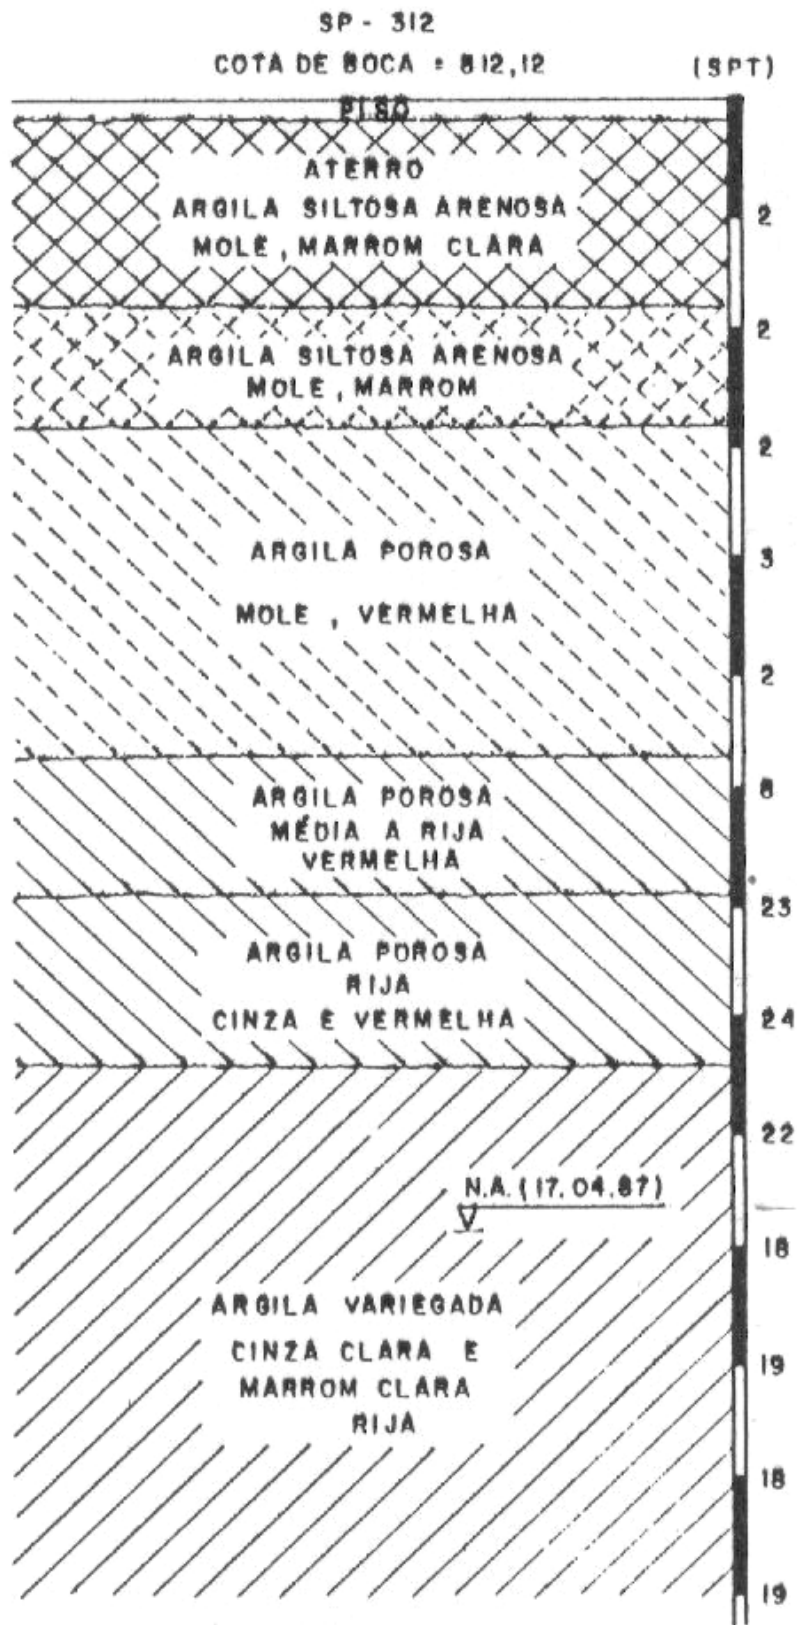 SP - 312
COTA DE BOCA = 812,12
(SPT)
PISO
ATERRO
ARGILA SILTOSA ARENOSA
MOLE, MARROM CLARA
2
2
ARGILA SILTOSA ARENOSA
MOLE, MARROM
2
ARGILA POROSA
3
MOLE, VERMELHA
2
8
ARGILA POROSA
MÉDIA A RIJA
VERMELHA
23
ARGILA POROSA
RIJA
CINZA E VERMELHA
24
22
N.A. (17.04.87)
18
ARGILA VARIEGADA
CINZA CLARA E
19
MARROM CLARA
RIJA
18
19